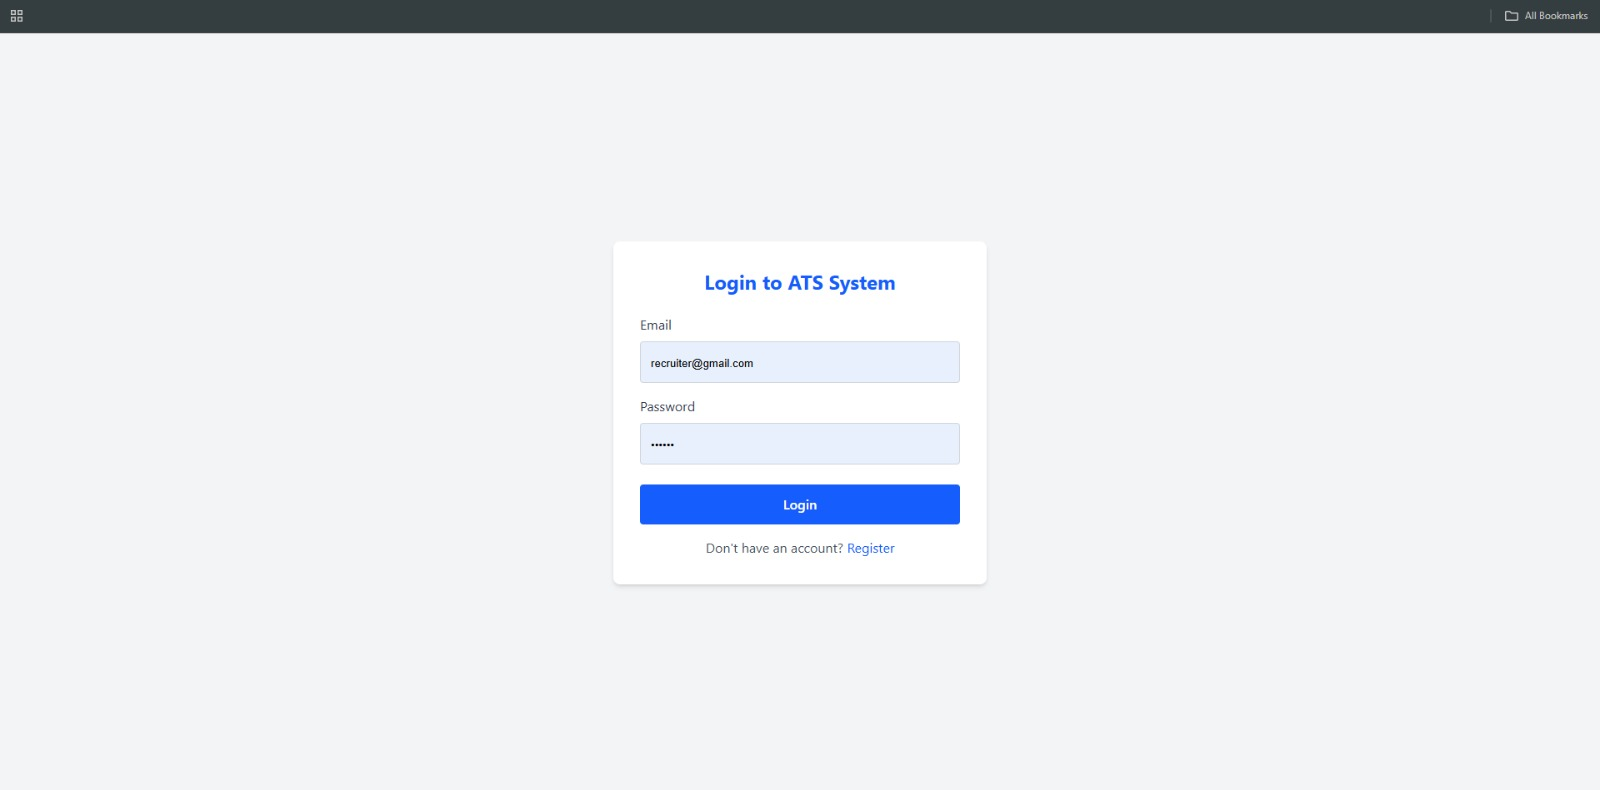 All Bookmarks
Login to ATS System
Email
recruiter@gmail.com
Password
••••••
Login
Don't have an account? Register